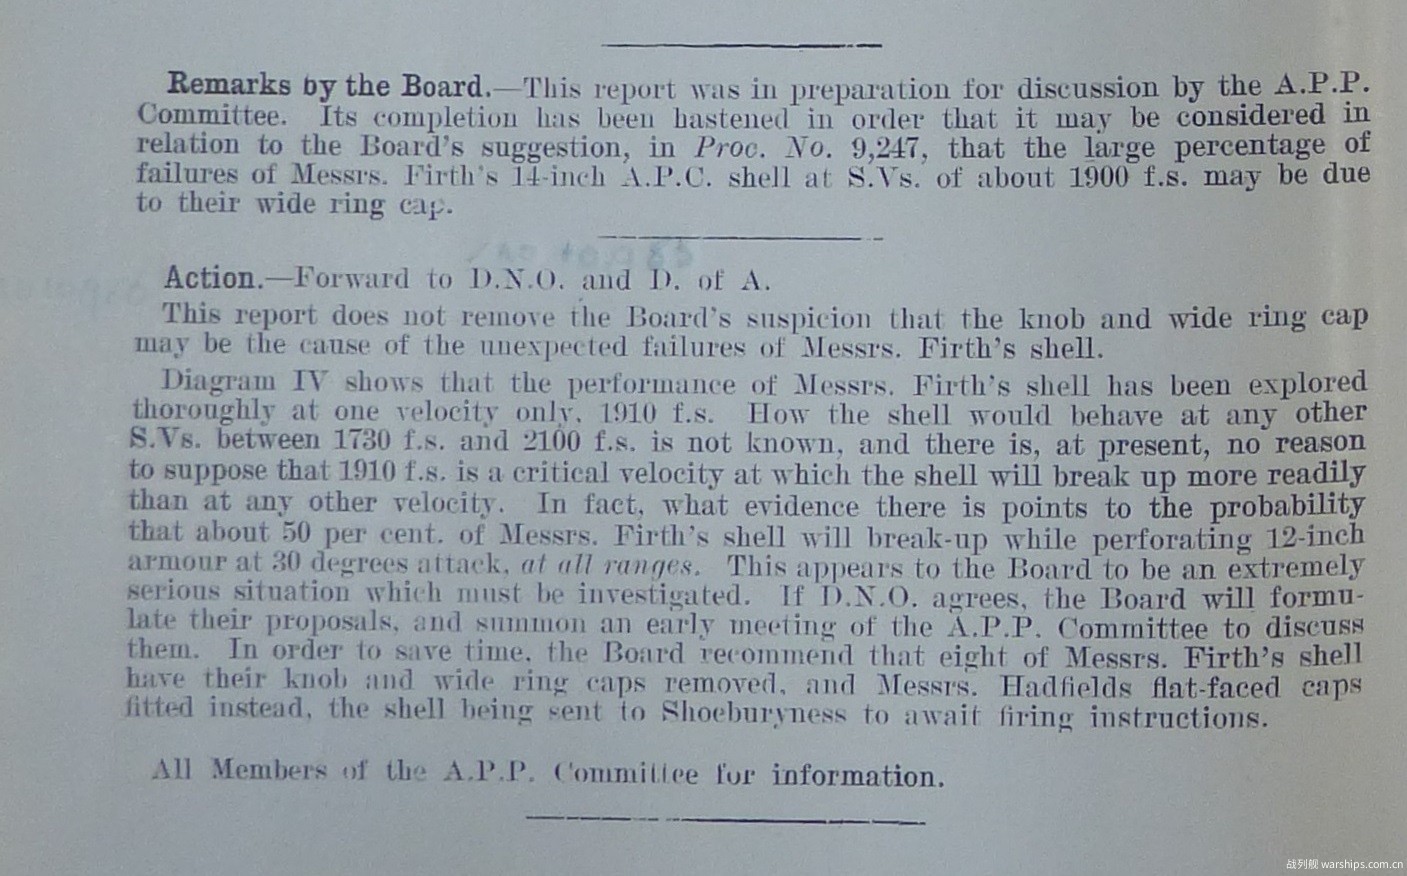 Remarks by the Board.—This report was in preparation for discussion by the A.P.P.
Committee. Its completion has been hastened in order that it may be considered in
relation to the Board's suggestion, in Proc. No. 9,247, that the large percentage of
failures of Messrs. Firth's 14-inch A.P.C. shell at S.Vs. of about 1900 f.s. may be due
to their wide ring cap.
Action.—Forward to D.N.O. and D. of A.
This report does not remove the Board's suspicion that the knob and wide ring cap
may be the cause of the unexpected failures of Messrs. Firth's shell.
Diagram IV shows that the performance of Messrs. Firth's shell has been explored
thoroughly at one velocity only, 1910 f.s. How the shell would behave at any other
S.Vs. between 1730 f.s. and 2100 f.s. is not known, and there is, at present, no reason
to suppose that 1910 f.s. is a critical velocity at which the shell will break up more readily
than at any other velocity. In fact, what evidence there is points to the probability
that about 50 per cent. of Messrs. Firth's shell will break-up while perforating 12-inch
armour at 30 degrees attack, at all ranges. This appears to the Board to be an extremely
serious situation which must be investigated. If D.N.O. agrees, the Board will formu-
late their proposals, and summon an early meeting of the A.P.P. Committee to discuss
them. In order to save time, the Board recommend that eight of Messrs. Firth's shell
have their knob and wide ring caps removed, and Messrs. Hadfields flat-faced caps
fitted instead, the shell being sent to Shoeburyness to await firing instructions.
All Members of the A.P.P. Committee for information.
战列舰 warships.com.cn